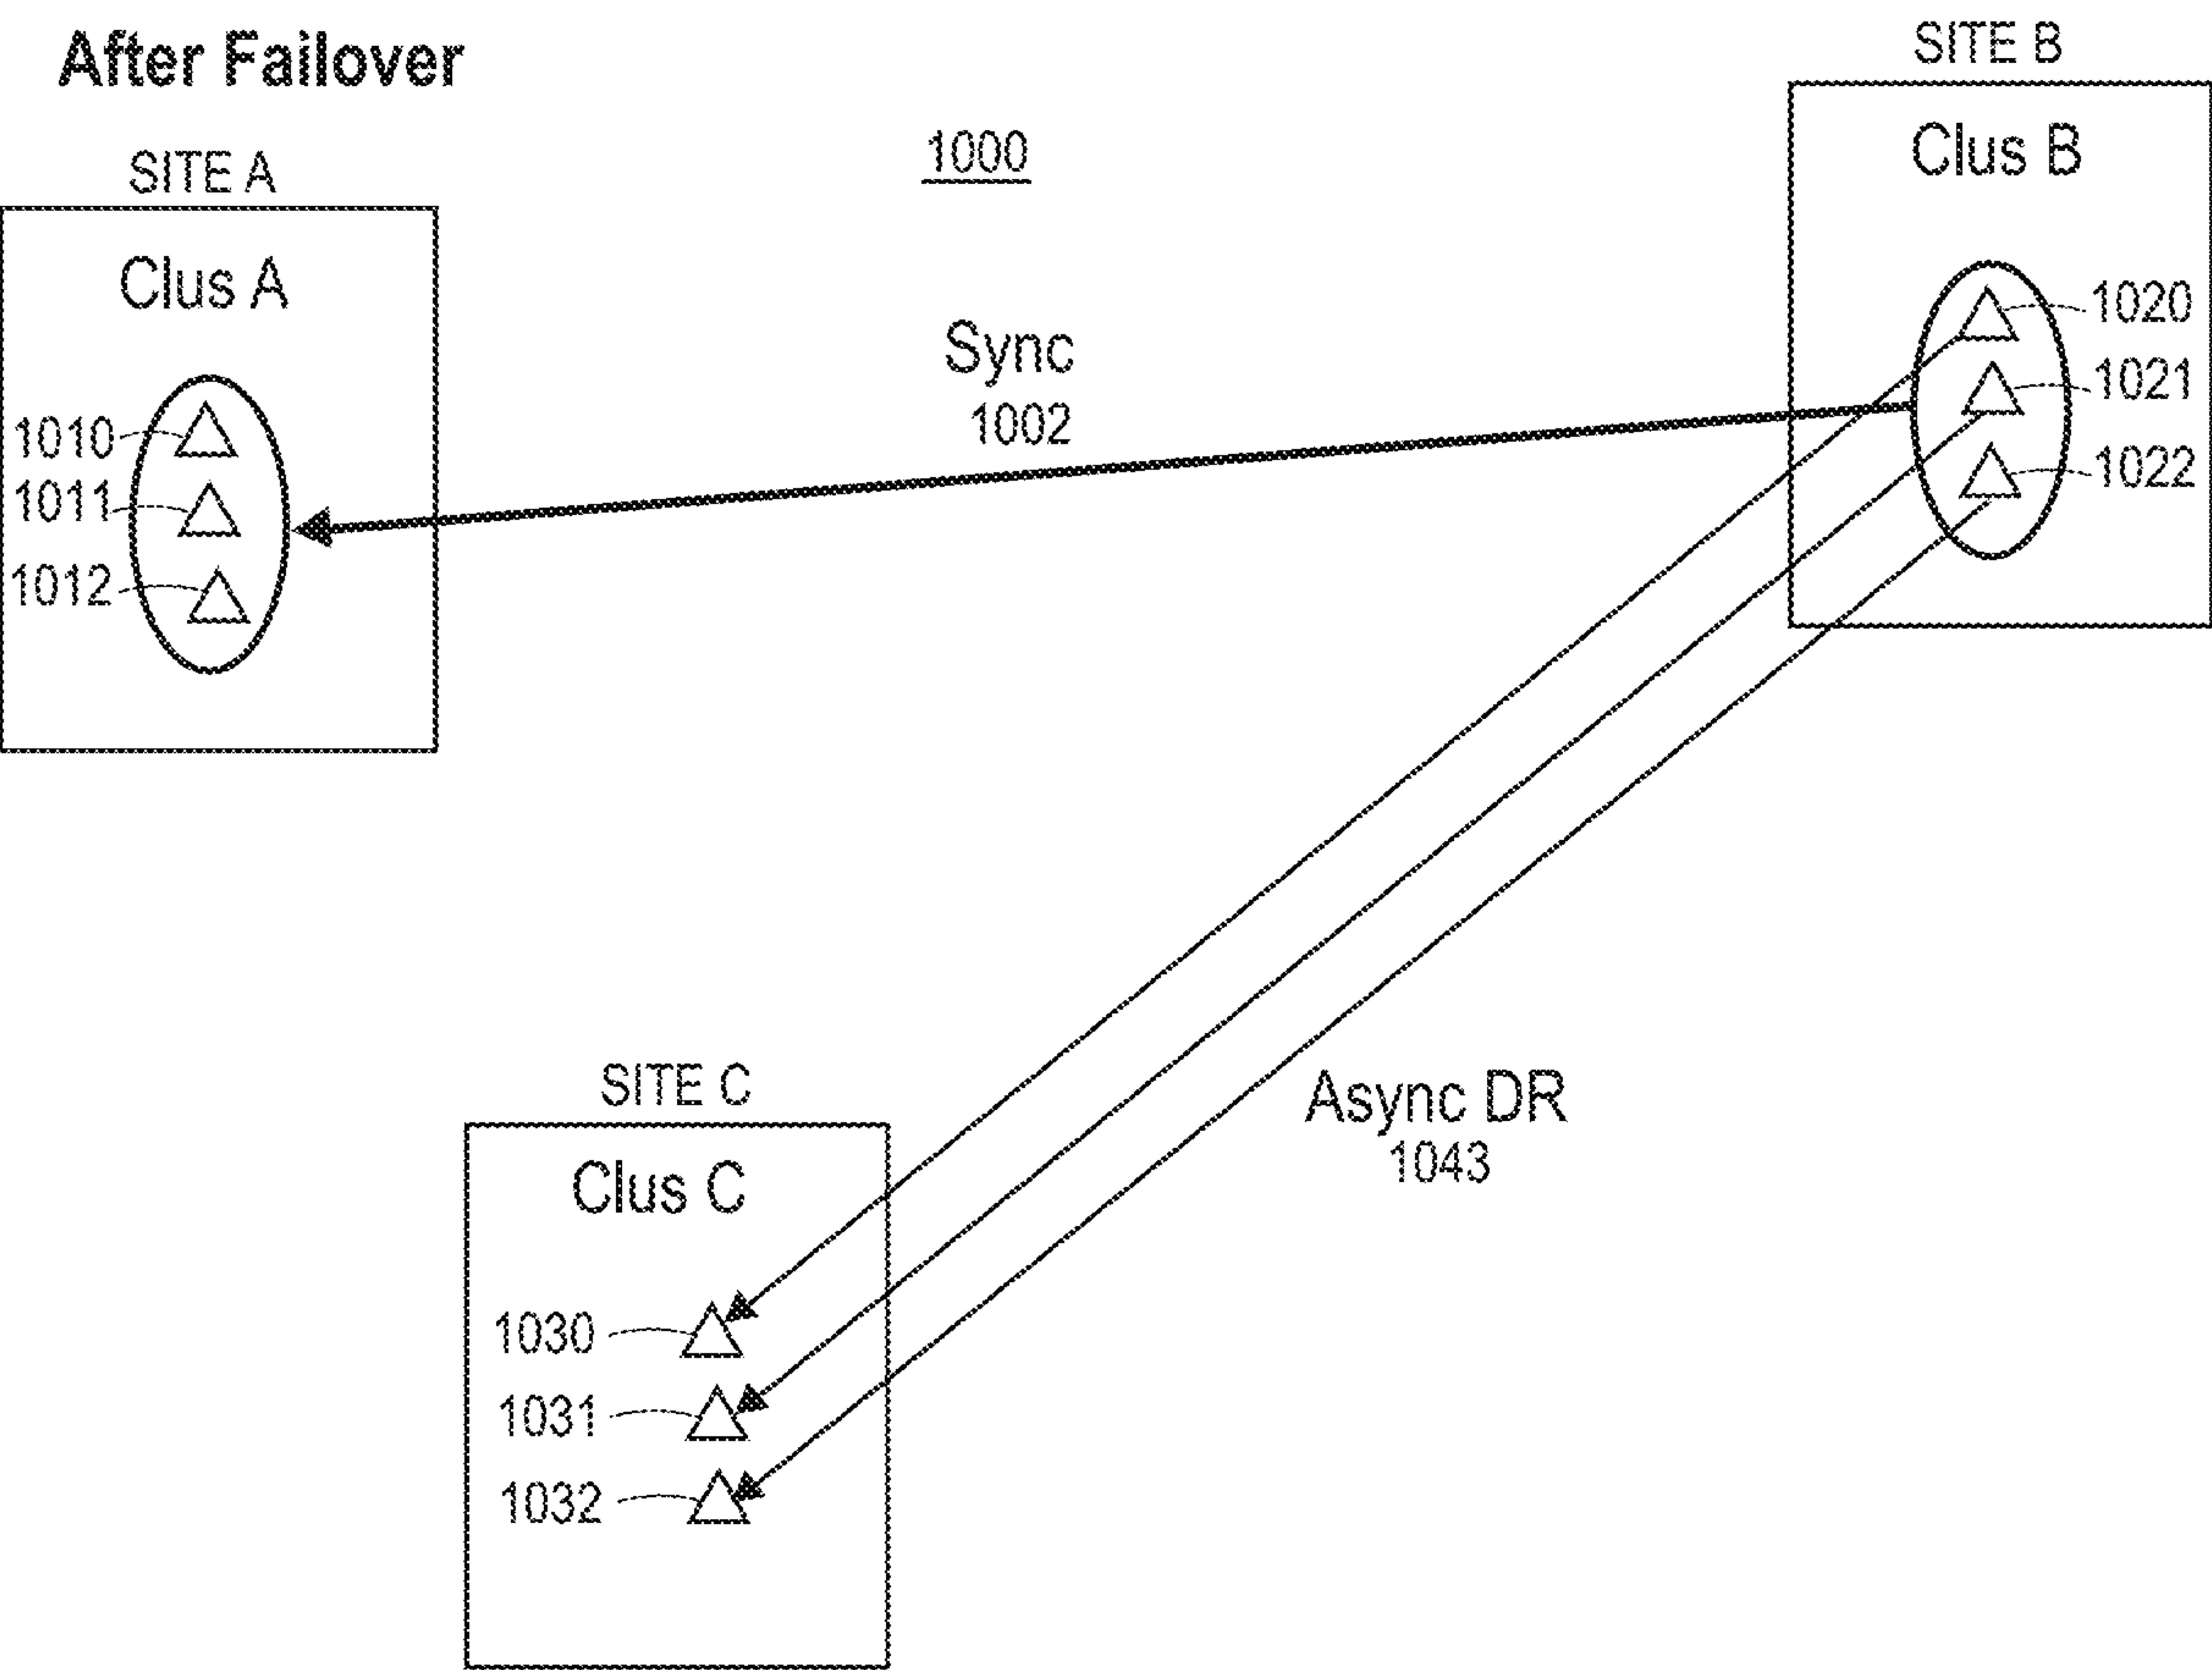 After Failover
SITE A
Clus A
1010
1011
1012
1000
Sync
1002
SITE B
Clus B
1020
1021
1022
SITE C
Clus C
1030
1031
1032
Async DR
1043